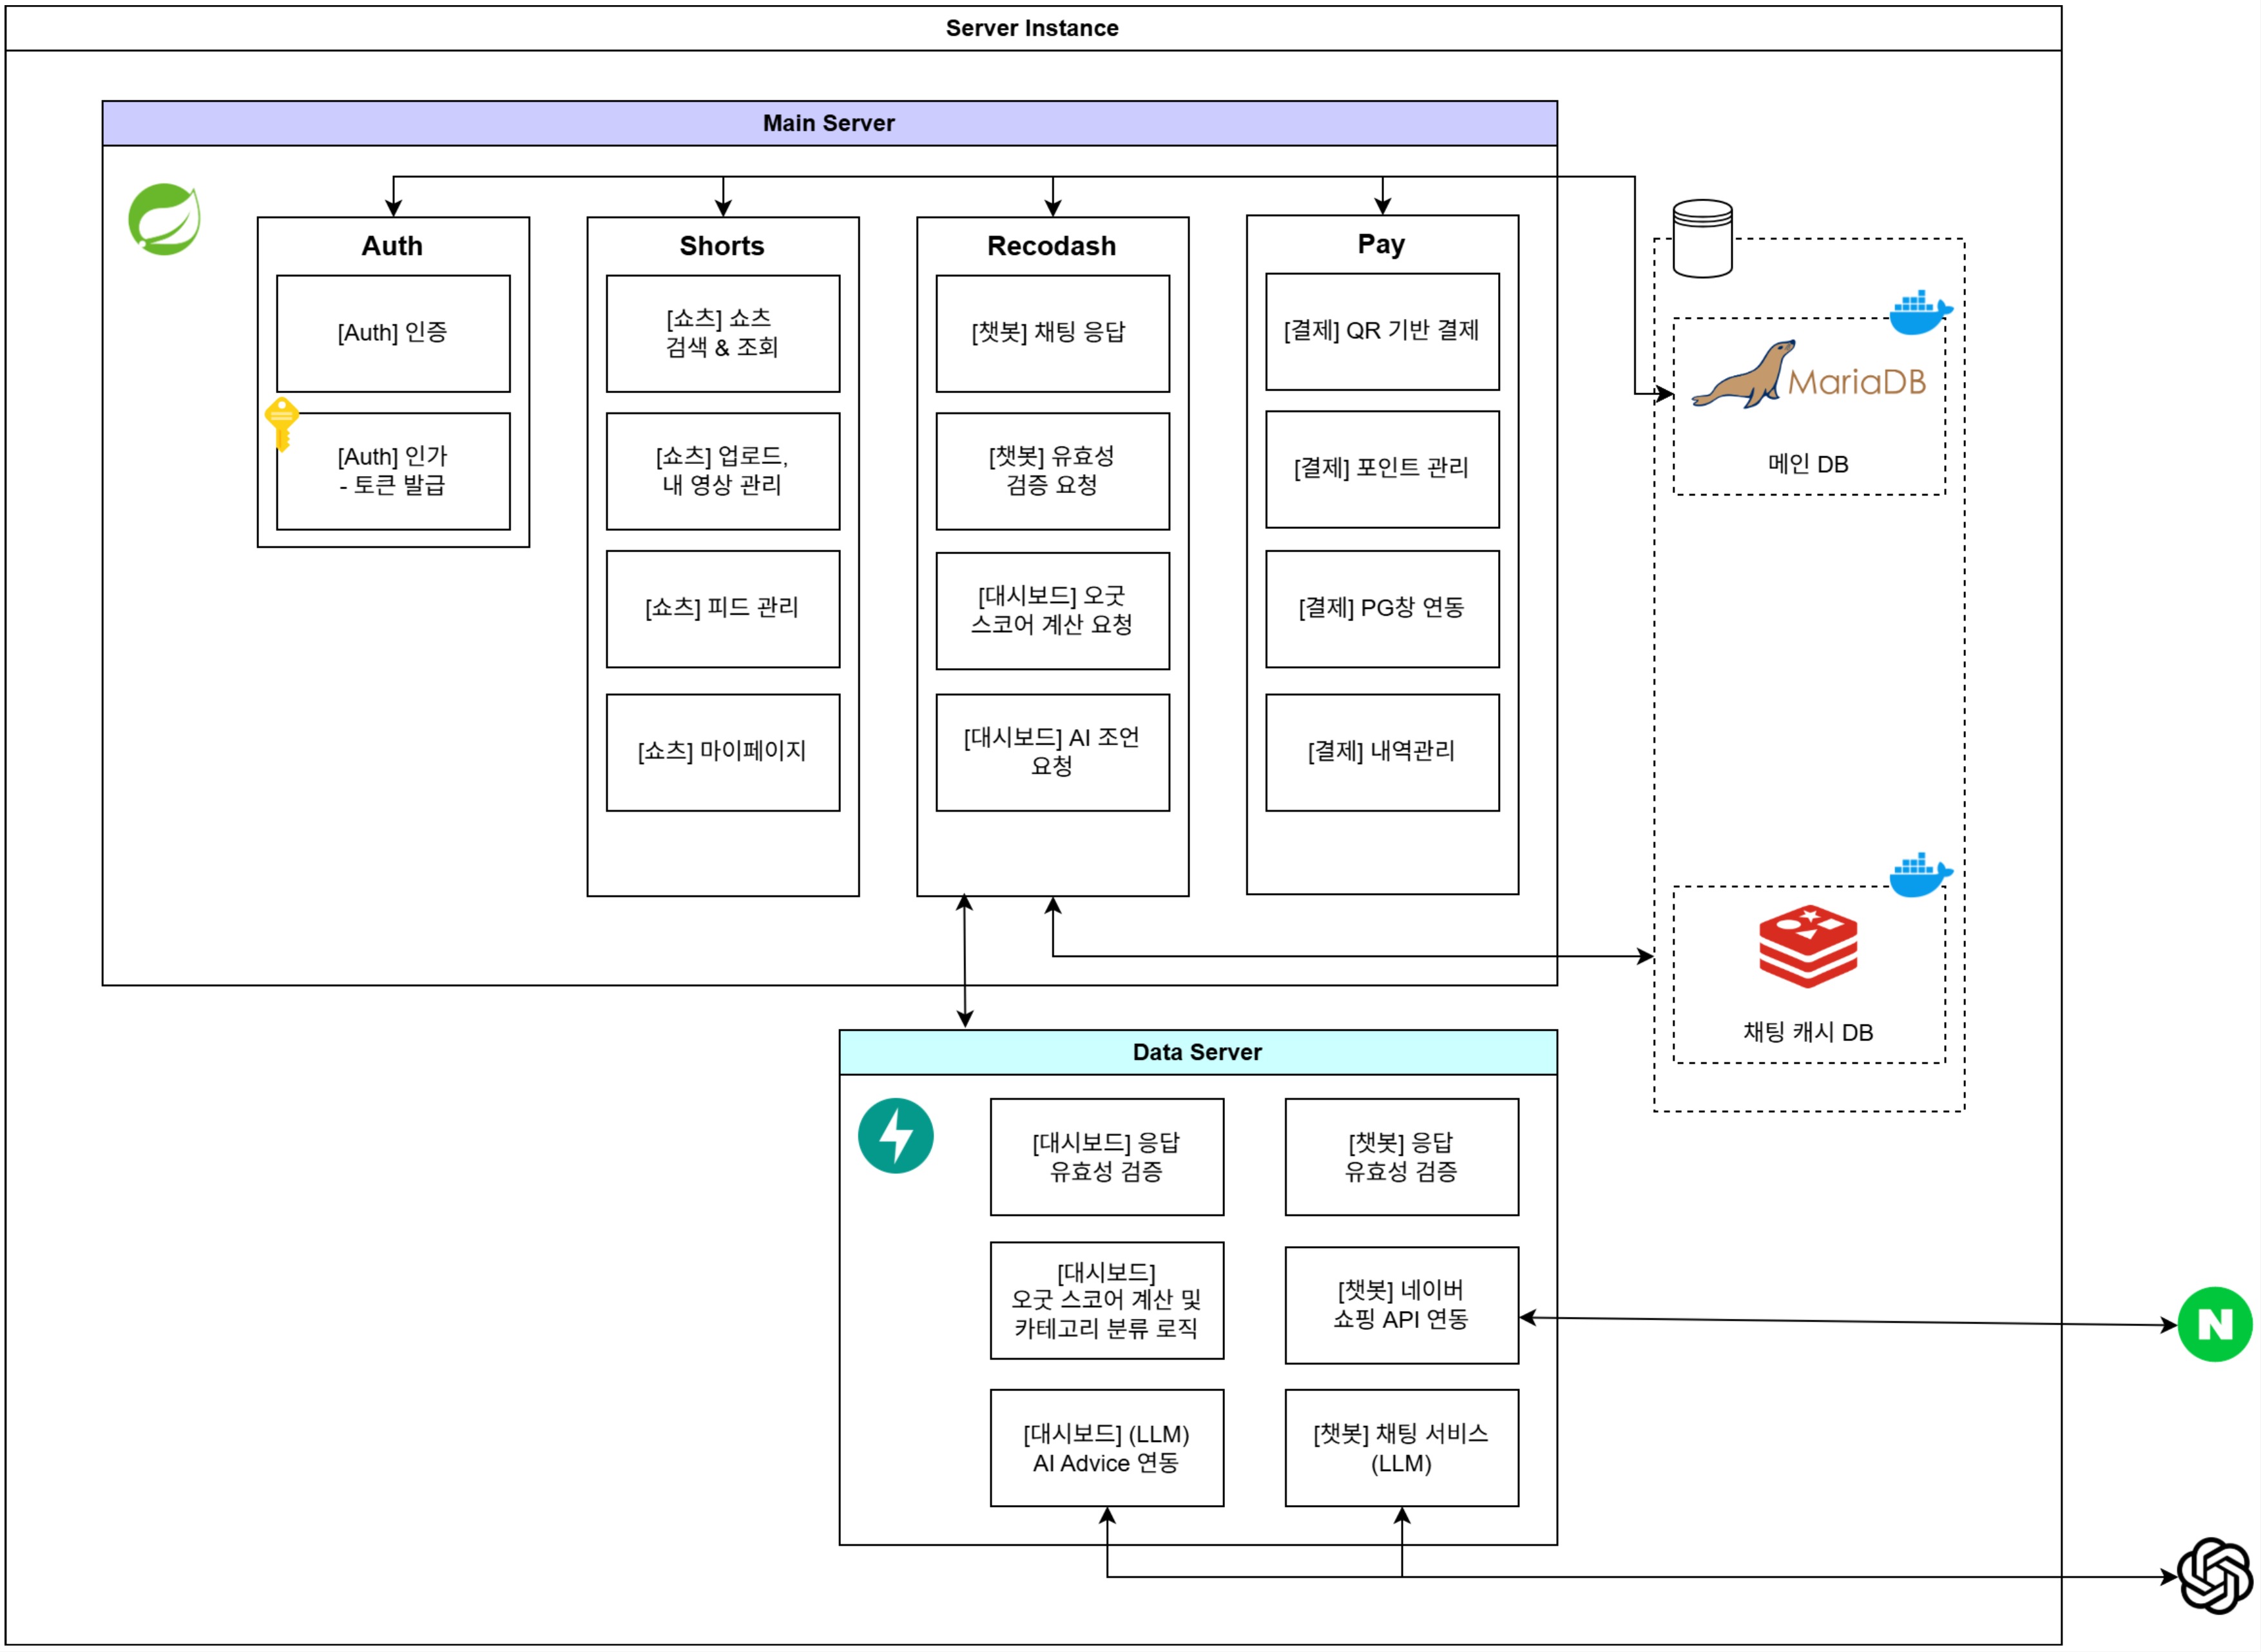 Server Instance
Main Server
Auth
[Auth] 인증
[Auth] 인가
- 토큰 발급
Shorts
[쇼츠] 쇼츠
검색 & 조회
[쇼츠] 업로드,
내 영상 관리
[쇼츠] 피드 관리
[쇼츠] 마이페이지
Recodash
[챗봇] 채팅 응답
[챗봇] 유효성
검증 요청
[대시보드] 오굿
스코어 계산 요청
[대시보드] AI 조언
요청
Pay
[결제] QR 기반 결제
[결제] 포인트 관리
[결제] PG창 연동
[결제] 내역관리
MariaDB
메인 DB
채팅 캐시 DB
Data Server
[대시보드] 응답
유효성 검증
[챗봇] 응답
유효성 검증
[대시보드]
오굿 스코어 계산 및
카테고리 분류 로직
[챗봇] 네이버
쇼핑 API 연동
[대시보드] (LLM)
AI Advice 연동
[챗봇] 채팅 서비스
(LLM)
N